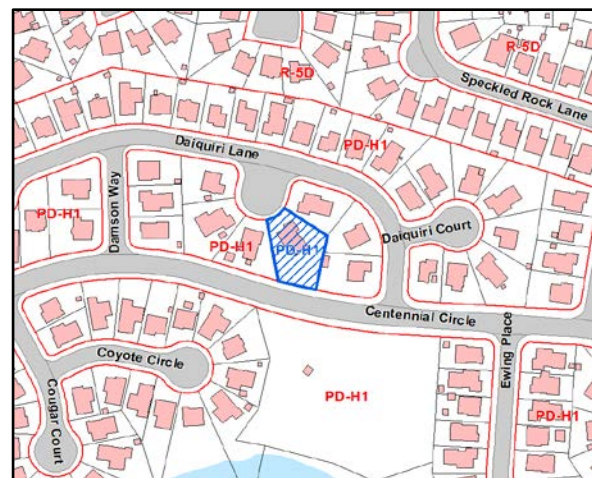 R-5D
R-5D
Speckled Rock Lane
Daiquiri Lane
PD-H1
Damson Way
PD-H1
PD-H1
PD-H1
Daiquiri Court
Centennial Circle
Coyote Circle
Ewing Place
Cougar Court
PD-H1
PD-H1